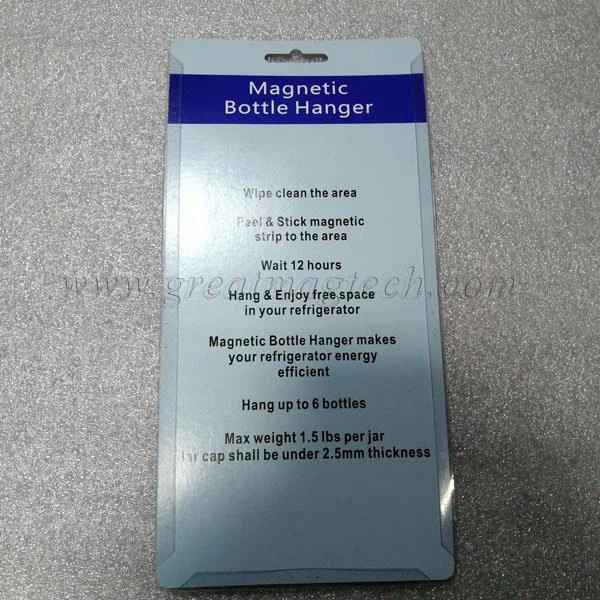 Magnetic
Bottle Hanger
Wipe clean the area
Peel & Stick magnetic
strip to the area
Wait 12 hours
www.greatmagtech.com
Hang & Enjoy free space
in your refrigerator
Magnetic Bottle Hanger makes
your refrigerator energy
efficient
Hang up to 6 bottles
Max weight 1.5 lbs per jar
Jar cap shall be under 2.5mm thickness